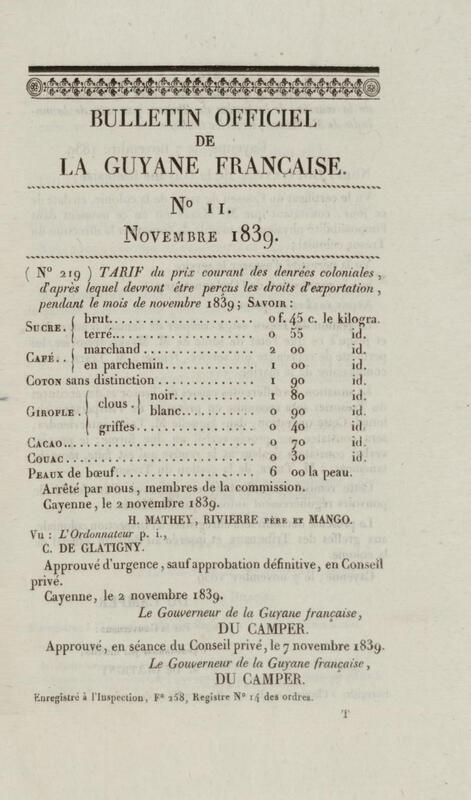 BULLETIN OFFICIEL
DE
LA GUYANE FRANÇAISE.
N° 11.
NOVEMBRE 1839.
( N° 219 ) TARIF du prix courant des denrées coloniales,
d'après lequel devront être perçus les droits d'exportation,
pendant le mois de novembre 1839; SAVOIR:
SUCRE. { brut.................... 0 f. 45 c. le kilogra.
terré.................... 0 55 id.
CAFÉ.. { marchand................ 2 00 id.
en parchemin............. 1 00 id.
COTON sans distinction............. 1 90 id.
GIROFLE. { clous. { noir............. 1 80 id.
blanc............ 0 90 id.
griffes................. 0 40 id.
CACAO............................ 0 70 id.
COUAC............................ 0 30 id.
PEAUX de bœuf.................... 6 00 la peau.
Arrêté par nous, membres de la commission.
Cayenne, le 2 novembre 1839.
H. MATHEY, RIVIERRE PÈRE ET MANGO.
Vu : L'Ordonnateur p. i.,
C. DE GLATIGNY.
Approuvé d'urgence, sauf approbation définitive, en Conseil
privé.
Cayenne, le 2 novembre 1839.
Le Gouverneur de la Guyane française,
DU CAMPER.
Approuvé, en séance du Conseil privé, le 7 novembre 1839.
Le Gouverneur de la Guyane française,
DU CAMPER.
Enregistré à l'Inspection, F° 258, Registre N° 14 des ordres.
T